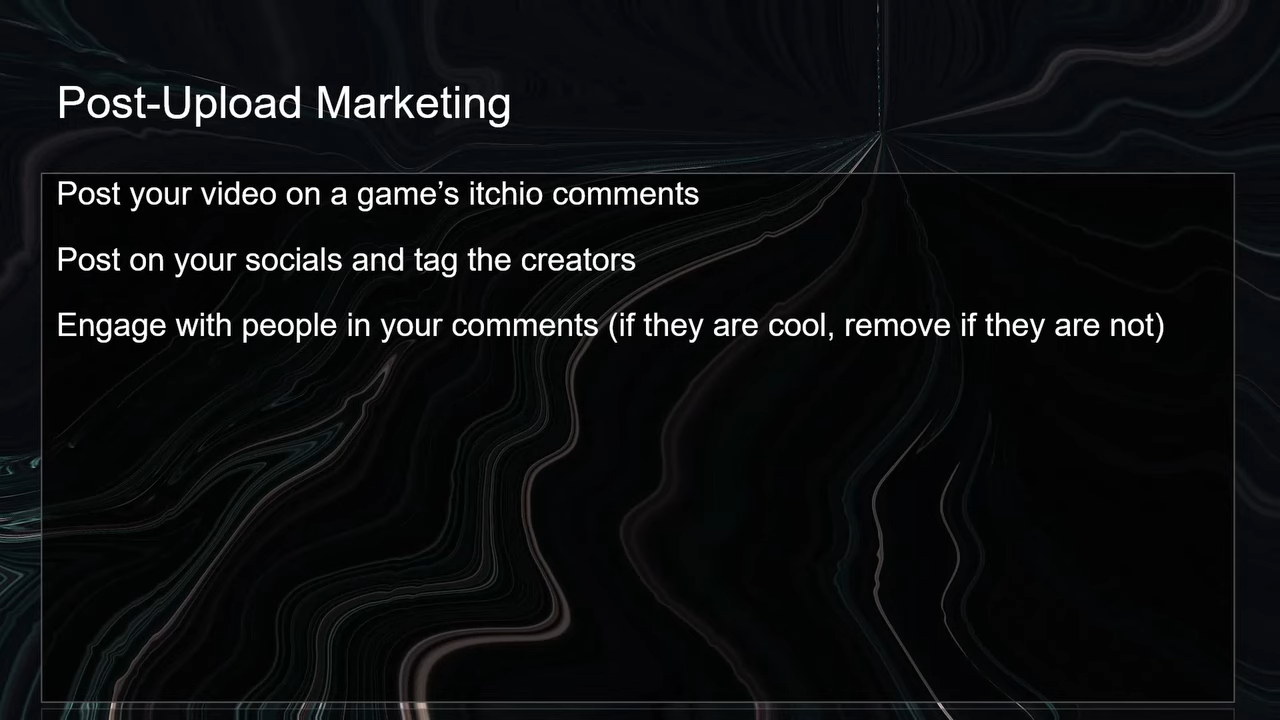 Post-Upload Marketing
Post your video on a game’s itchio comments
Post on your socials and tag the creators
Engage with people in your comments (if they are cool, remove if they are not)